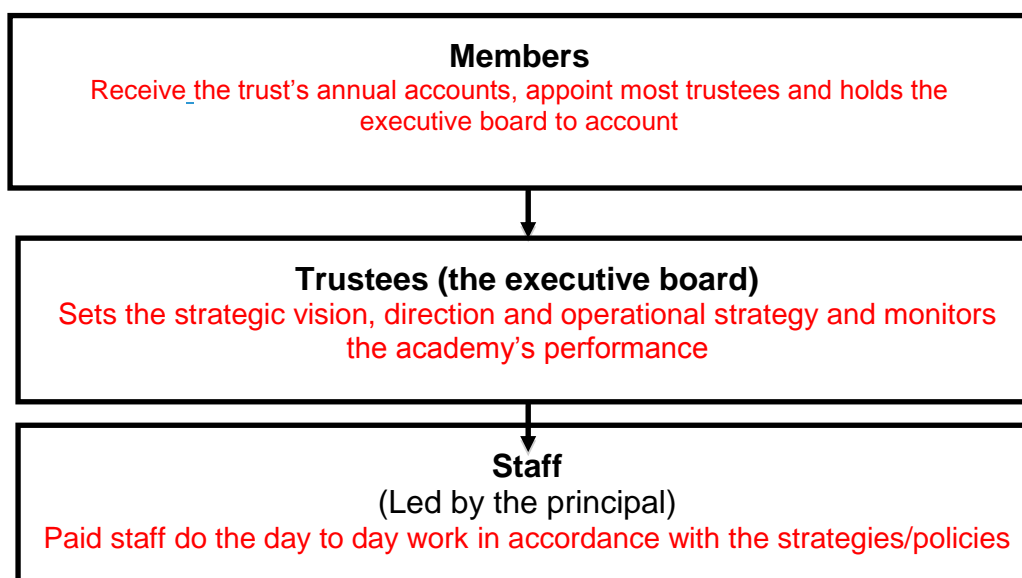 Members
Receive the trust's annual accounts, appoint most trustees and holds the
executive board to account
Trustees (the executive board)
Sets the strategic vision, direction and operational strategy and monitors
the academy's performance
Staff
(Led by the principal)
Paid staff do the day to day work in accordance with the strategies/policies